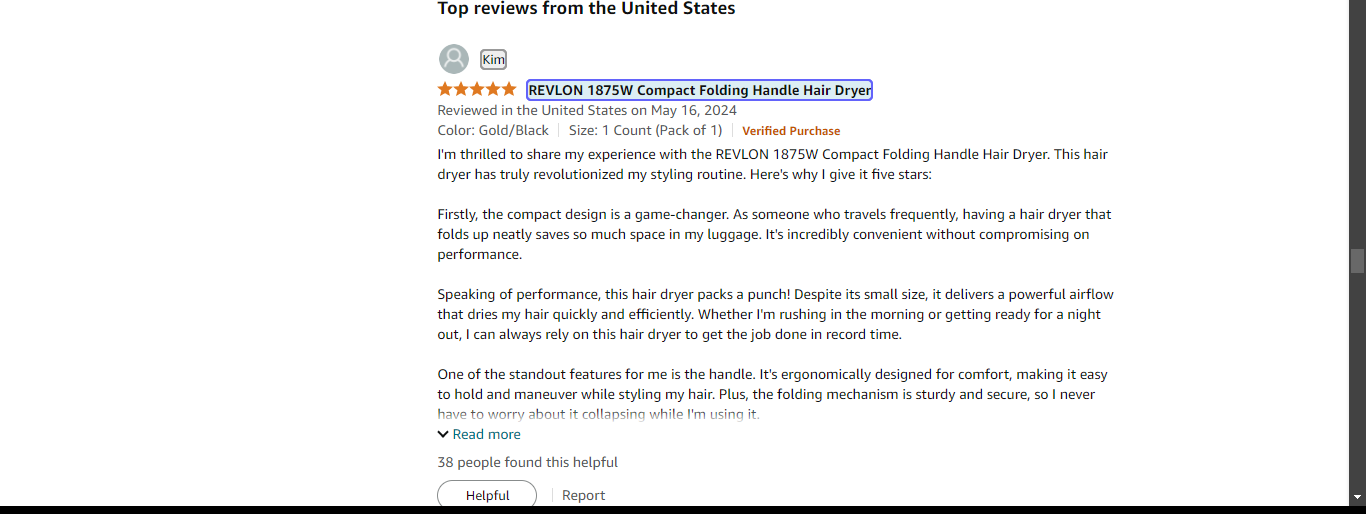 Top reviews from the United States
Kim
REVLON 1875W Compact Folding Handle Hair Dryer
Reviewed in the United States on May 16, 2024
Color: Gold/Black Size: 1 Count (Pack of 1) Verified Purchase
I'm thrilled to share my experience with the REVLON 1875W Compact Folding Handle Hair Dryer. This hair
dryer has truly revolutionized my styling routine. Here's why I give it five stars:
Firstly, the compact design is a game-changer. As someone who travels frequently, having a hair dryer that
folds up neatly saves so much space in my luggage. It's incredibly convenient without compromising on
performance.
Speaking of performance, this hair dryer packs a punch! Despite its small size, it delivers a powerful airflow
that dries my hair quickly and efficiently. Whether I'm rushing in the morning or getting ready for a night
out, I can always rely on this hair dryer to get the job done in record time.
One of the standout features for me is the handle. It's ergonomically designed for comfort, making it easy
to hold and maneuver while styling my hair. Plus, the folding mechanism is sturdy and secure, so I never
have to worry about it collapsing while I'm using it.
Read more
38 people found this helpful
Helpful Report